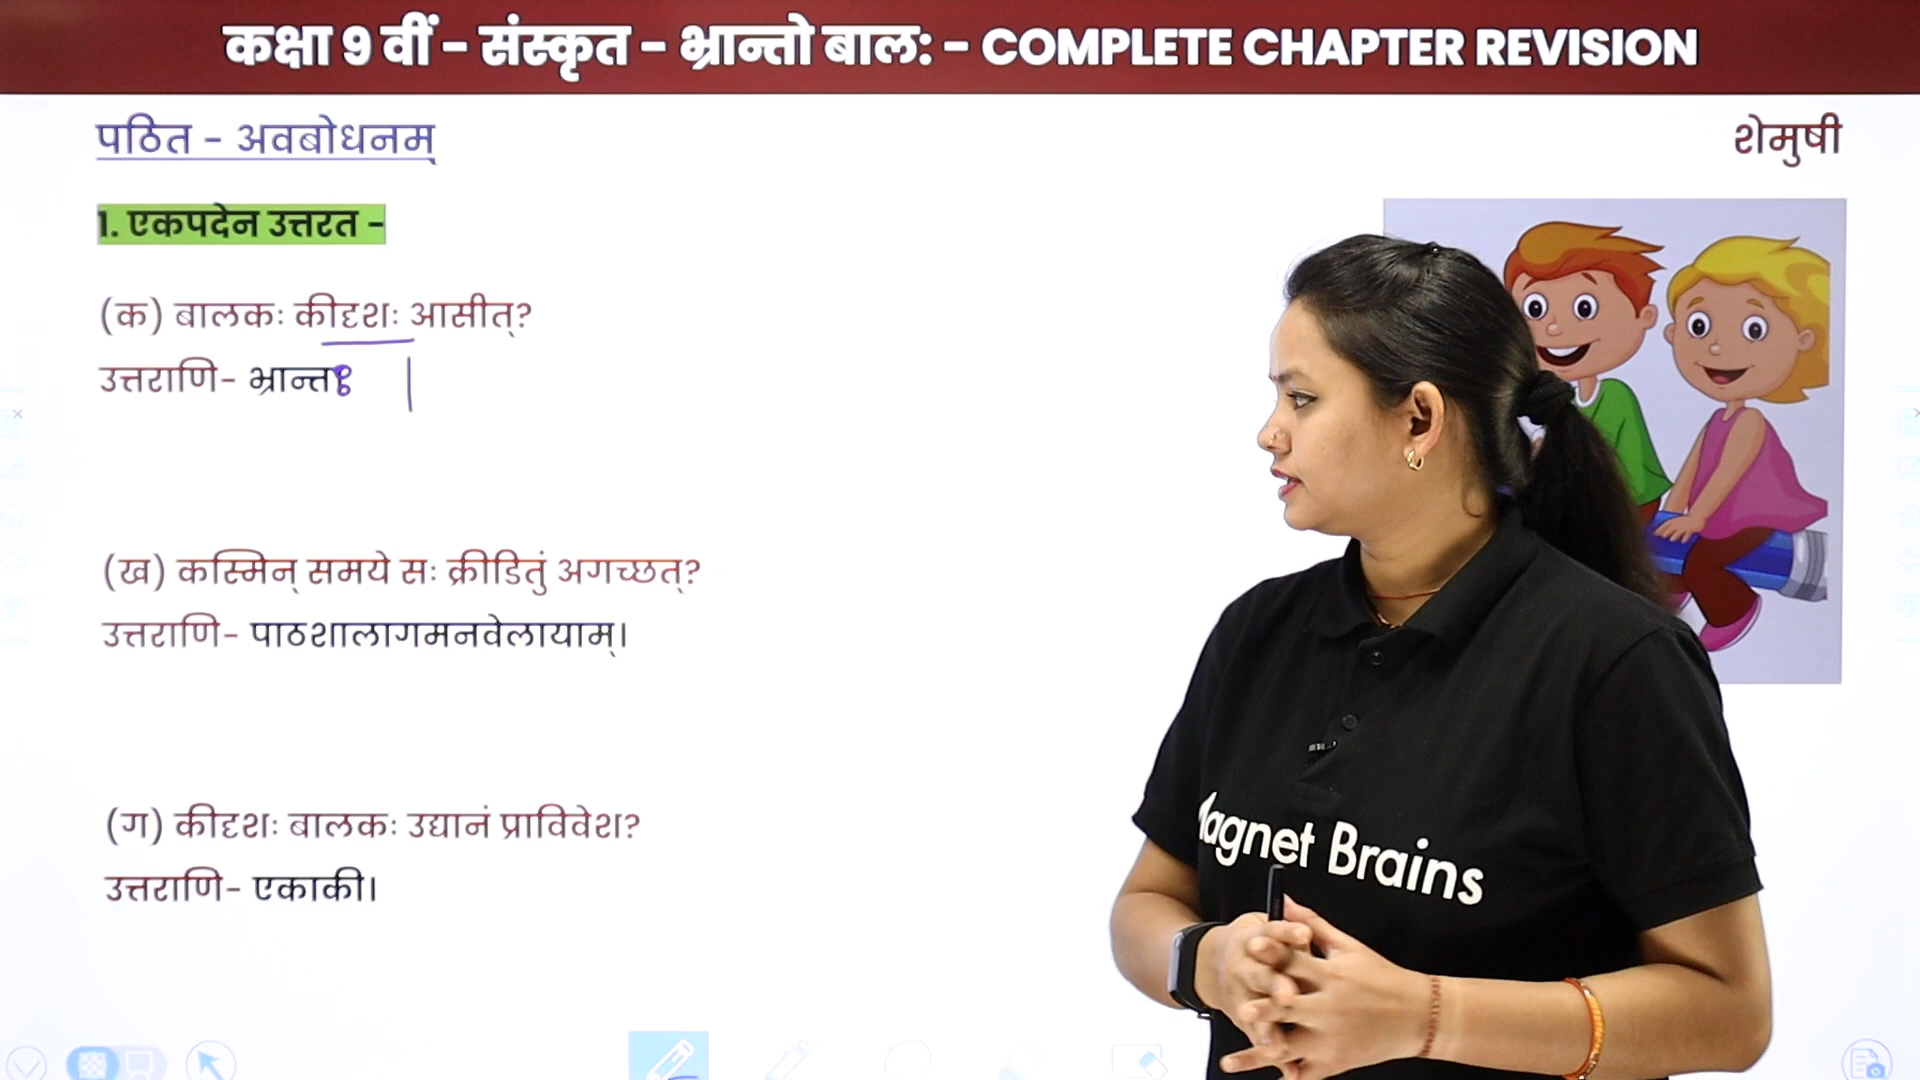 कक्षा 9 वीं - संस्कृत - भ्रान्तो बाल: - COMPLETE CHAPTER REVISION
पठित - अवबोधनम्
शेमुषी
1. एकपदेन उत्तरत -
(क) बालकः कीदृशः आसीत्?
उत्तराणि- भ्रान्तः |
(ख) कस्मिन् समये सः क्रीडितुं अगच्छत्?
उत्तराणि- पाठशालागमनवेलायाम्।
(ग) कीदृशः बालकः उद्यानं प्राविवेश?
उत्तराणि- एकाकी।
Magnet Brains